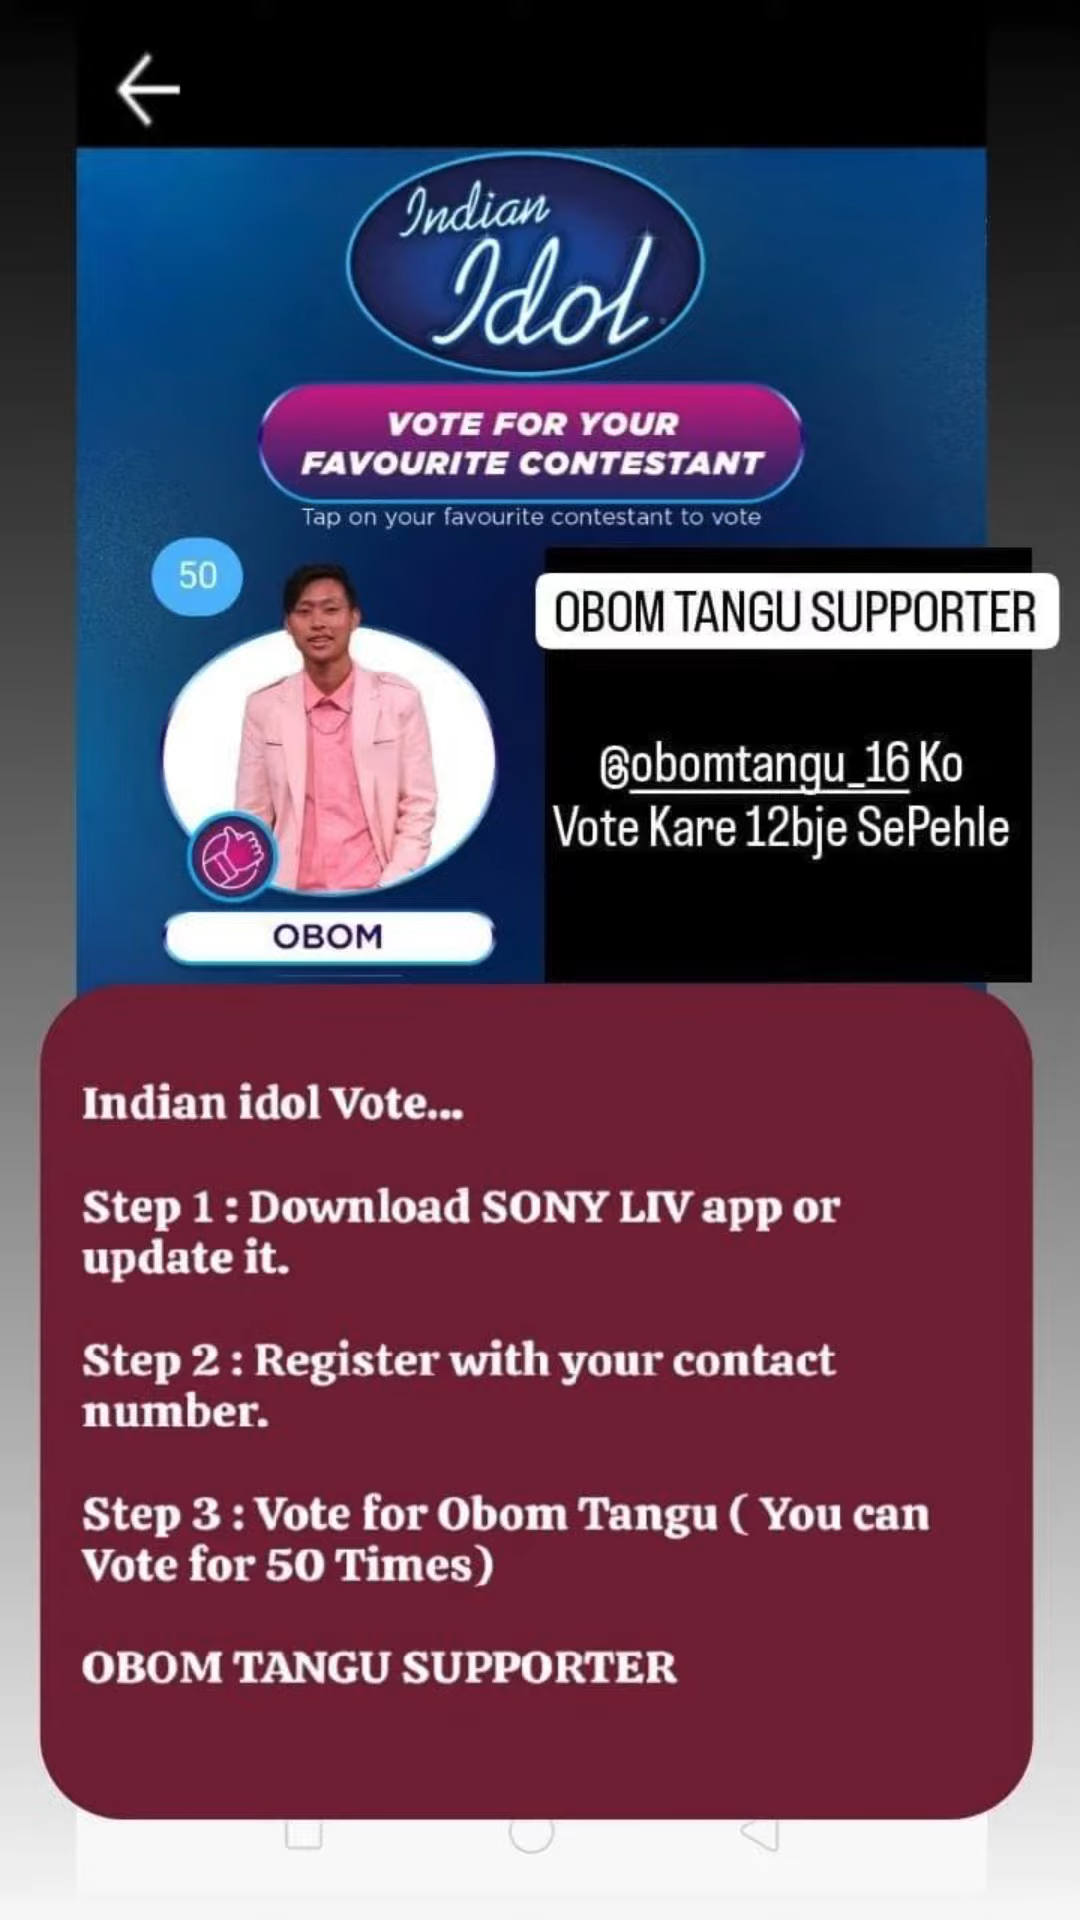 Indian
Idol
VOTE FOR YOUR
FAVOURITE CONTESTANT
Tap on your favourite contestant to vote
50
OBOM TANGU SUPPORTER
@obomtangu_16 Ko
Vote Kare 12bje SePehle
OBOM
Indian idol Vote...
Step 1 : Download SONY LIV app or
update it.
Step 2 : Register with your contact
number.
Step 3 : Vote for Obom Tangu ( You can
Vote for 50 Times)
OBOM TANGU SUPPORTER